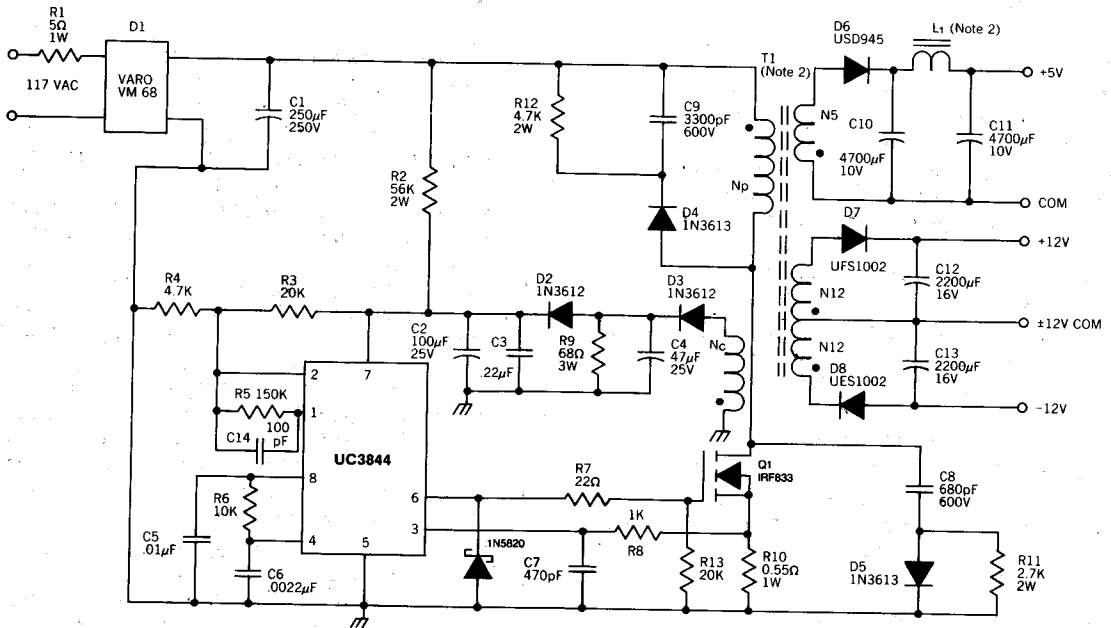 R1
5Ω
1W
D1
117 VAC
VARO
VM 68
C1
250μF
250V
R2
56K
2W
R12
4.7K
2W
C9
3300pF
600V
D4
1N3613
T1
(Note 2)
Np
N5
D6
USD945
L1 (Note 2)
+5V
C10
4700μF
10V
C11
4700μF
10V
COM
D7
UFS1002
+12V
N12
C12
2200μF
16V
±12V COM
N12
C13
2200μF
16V
D8
UES1002
-12V
R4
4.7K
R3
20K
C2
100μF
25V
C3
.22μF
D2
1N3612
R9
68Ω
3W
C4
47μF
25V
D3
1N3612
Nc
2
7
R5 150K
1
100
pF
C14
UC3844
8
R6
10K
4
5
6
3
C5
.01μF
C6
.0022μF
1N5820
R7
22Ω
1K
R8
C7
470pF
R13
20K
Q1
IRF833
R10
0.55Ω
1W
C8
680pF
600V
D5
1N3613
R11
2.7K
2W